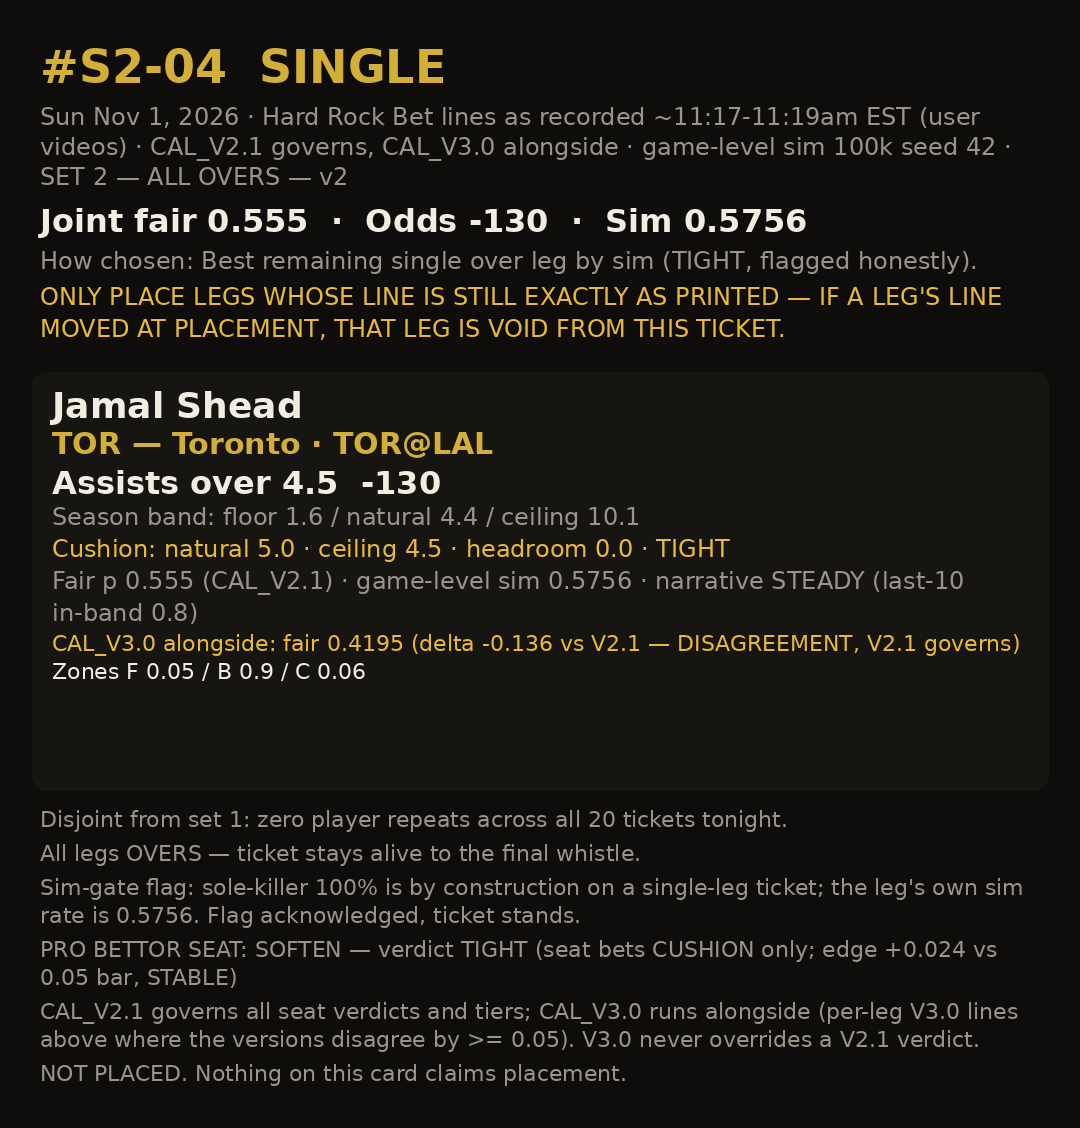 #S2-04  SINGLE
Sun Nov 1, 2026 · Hard Rock Bet lines as recorded ~11:17-11:19am EST (user
videos) · CAL_V2.1 governs, CAL_V3.0 alongside · game-level sim 100k seed 42 ·
SET 2 — ALL OVERS — v2
Joint fair 0.555  ·  Odds -130  ·  Sim 0.5756
How chosen: Best remaining single over leg by sim (TIGHT, flagged honestly).
ONLY PLACE LEGS WHOSE LINE IS STILL EXACTLY AS PRINTED — IF A LEG'S LINE
MOVED AT PLACEMENT, THAT LEG IS VOID FROM THIS TICKET.
Jamal Shead
TOR — Toronto · TOR@LAL
Assists over 4.5  -130
Season band: floor 1.6 / natural 4.4 / ceiling 10.1
Cushion: natural 5.0 · ceiling 4.5 · headroom 0.0 · TIGHT
Fair p 0.555 (CAL_V2.1) · game-level sim 0.5756 · narrative STEADY (last-10
in-band 0.8)
CAL_V3.0 alongside: fair 0.4195 (delta -0.136 vs V2.1 — DISAGREEMENT, V2.1 governs)
Zones F 0.05 / B 0.9 / C 0.06
Disjoint from set 1: zero player repeats across all 20 tickets tonight.
All legs OVERS — ticket stays alive to the final whistle.
Sim-gate flag: sole-killer 100% is by construction on a single-leg ticket; the leg's own sim
rate is 0.5756. Flag acknowledged, ticket stands.
PRO BETTOR SEAT: SOFTEN — verdict TIGHT (seat bets CUSHION only; edge +0.024 vs
0.05 bar, STABLE)
CAL_V2.1 governs all seat verdicts and tiers; CAL_V3.0 runs alongside (per-leg V3.0 lines
above where the versions disagree by >= 0.05). V3.0 never overrides a V2.1 verdict.
NOT PLACED. Nothing on this card claims placement.